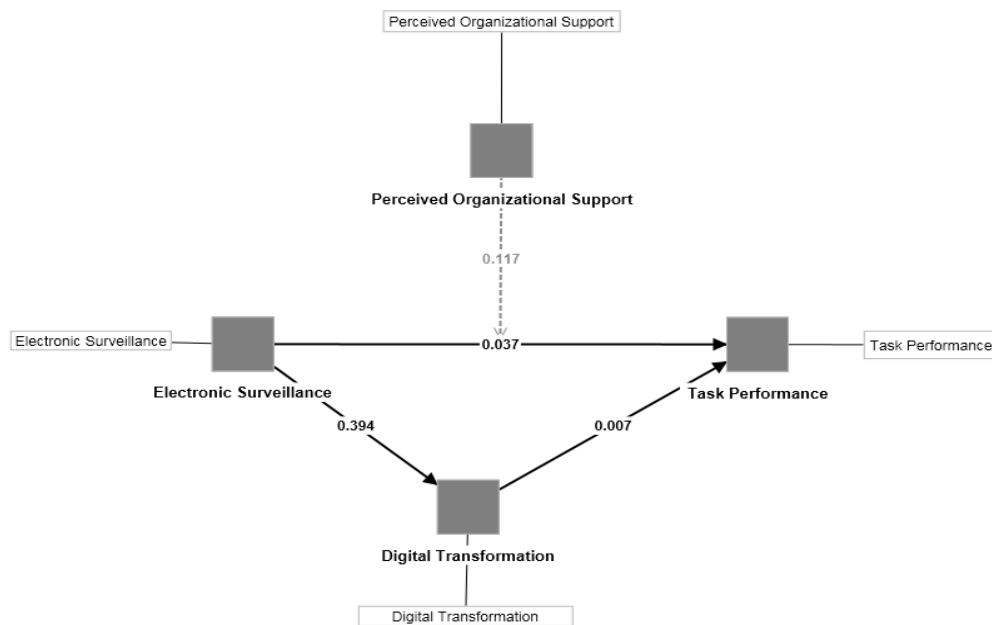 Perceived Organizational Support
Perceived Organizational Support
0.117
Electronic Surveillance
0.037
Task Performance
Electronic Surveillance
Task Performance
0.394
0.007
Digital Transformation
Digital Transformation